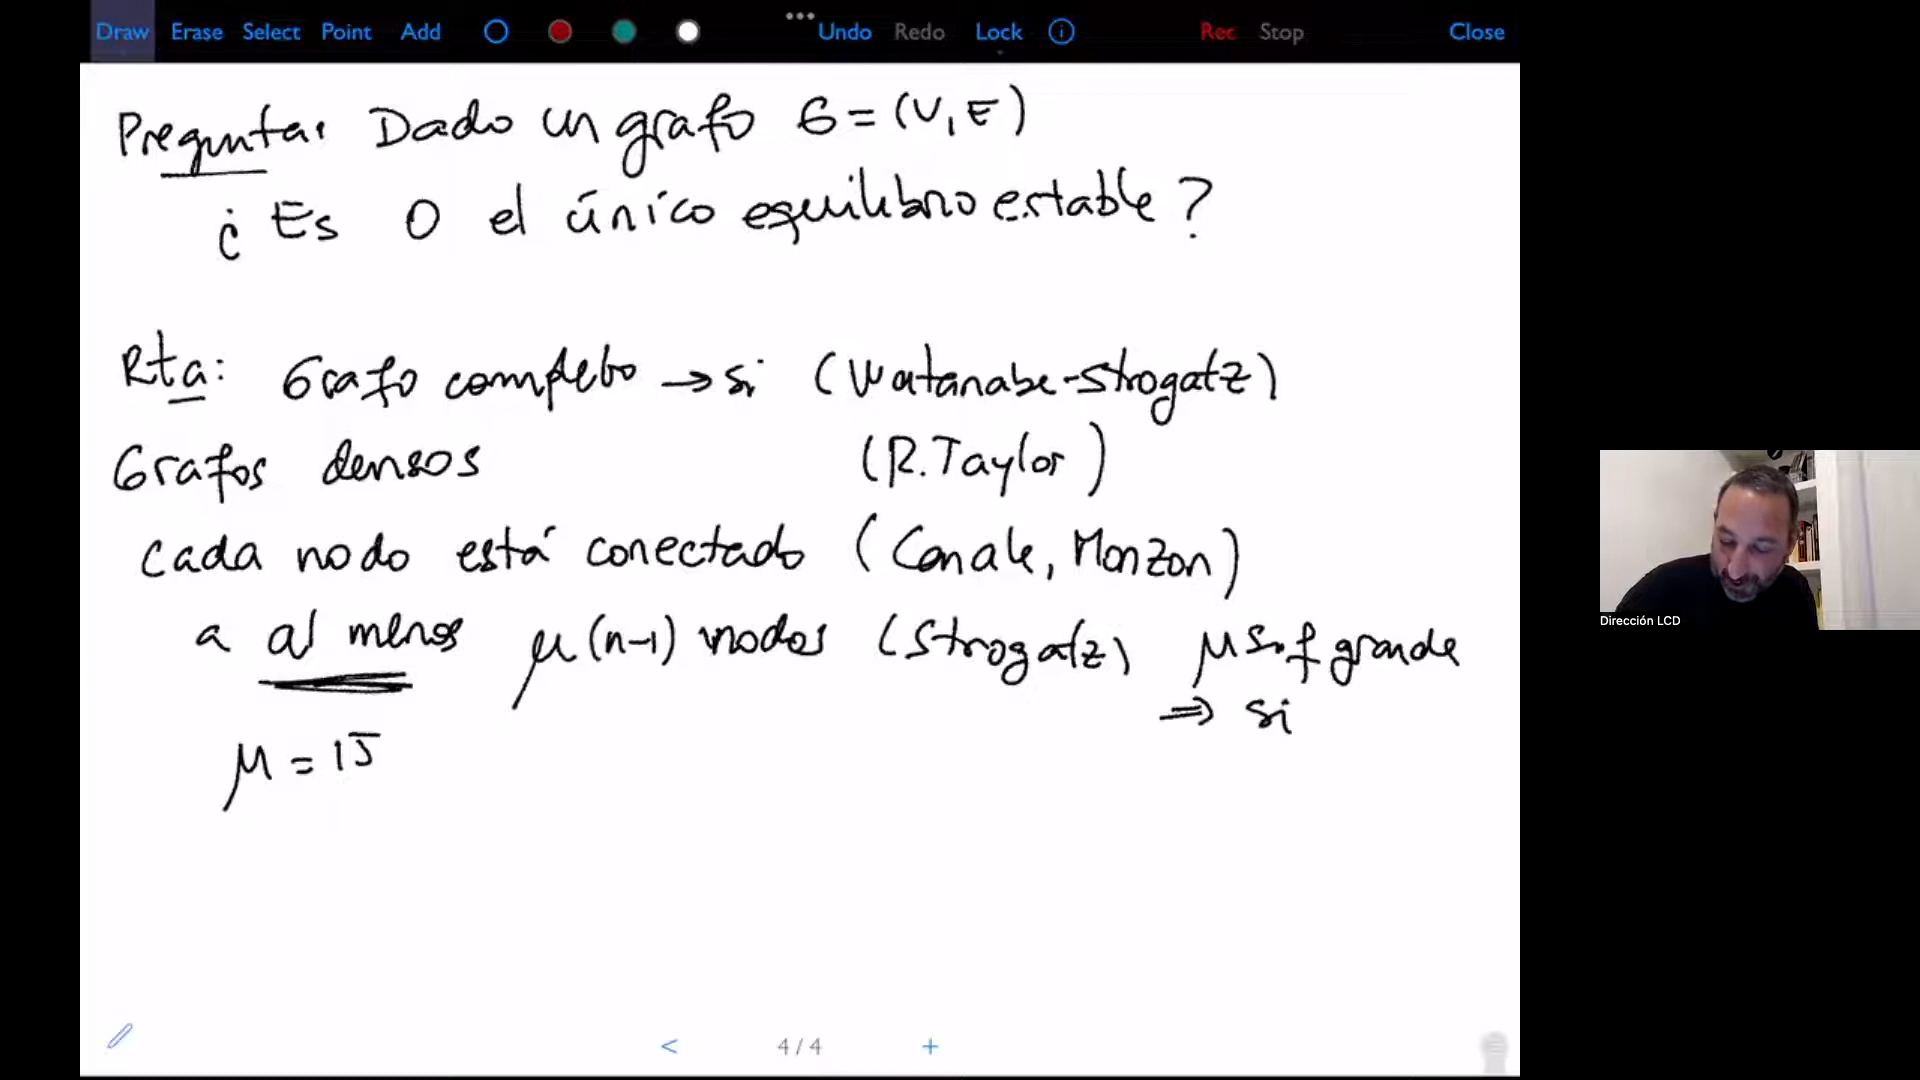 Draw Erase Select Point Add ••• Undo Redo Lock Rec Stop Close
Pregunta: Dado un grafo G = (V, E)
¿Es 0 el único equilibrio estable?
Rta: Grafo completo → si (Watanabe-Strogatz)
Grafos densos (R. Taylor)
cada nodo está conectado (Canale, Monzon)
a al menos μ(n-1) nodos (Strogatz) μ suf grande
⇒ si
μ = 15
< 4/4 +
Dirección LCD